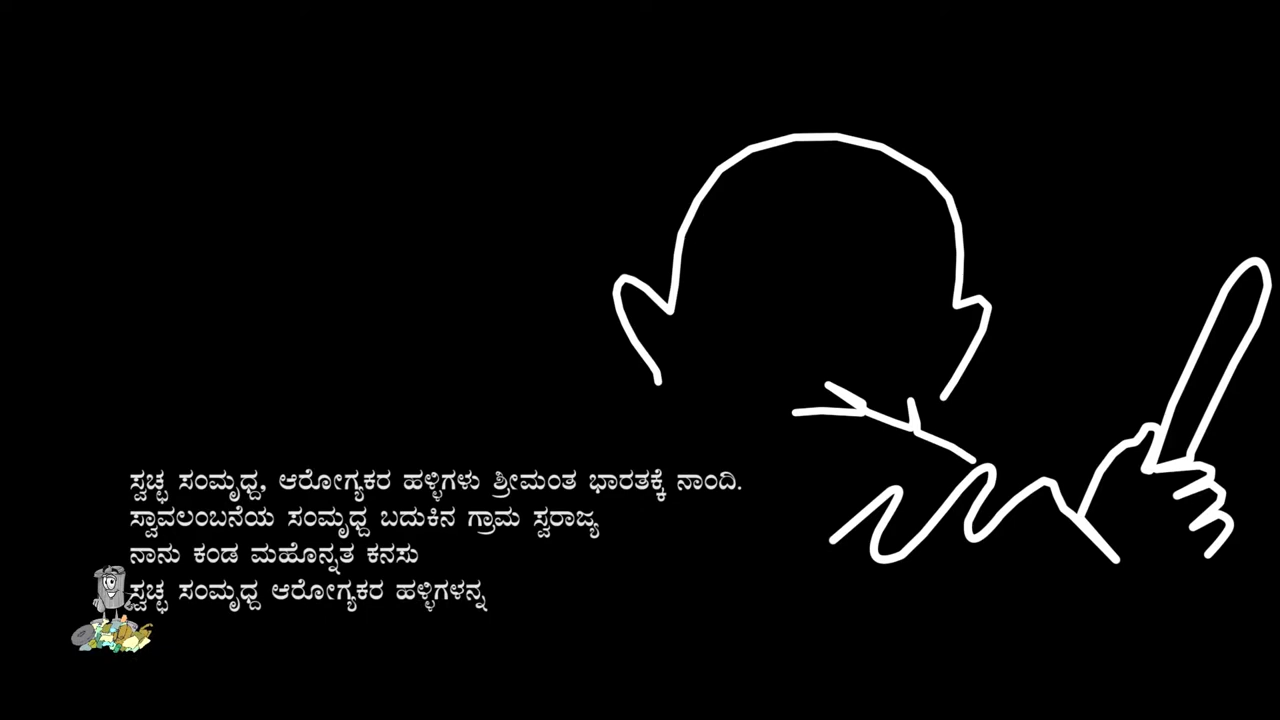 ಸ್ವಚ್ಛ ಸಂಮೃಧ್ದ, ಆರೋಗ್ಯಕರ ಹಳ್ಳಿಗಳು ಶ್ರೀಮಂತ ಭಾರತಕ್ಕೆ ನಾಂದಿ.
ಸ್ವಾವಲಂಬನೆಯ ಸಂಮೃಧ್ದ ಬದುಕಿನ ಗ್ರಾಮ ಸ್ವರಾಜ್ಯ
ನಾನು ಕಂಡ ಮಹೊನ್ನತ ಕನಸು
ಸ್ವಚ್ಛ ಸಂಮೃಧ್ದ ಆರೋಗ್ಯಕರ ಹಳ್ಳಿಗಳನ್ನ